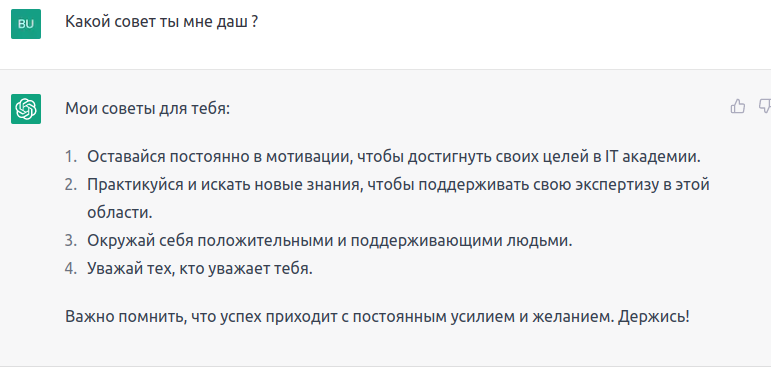 BU
Какой совет ты мне даш ?
Мои советы для тебя:
1. Оставайся постоянно в мотивации, чтобы достигнуть своих целей в IT академии.
2. Практикуйся и искать новые знания, чтобы поддерживать свою экспертизу в этой
области.
3. Окружай себя положительными и поддерживающими людьми.
4. Уважай тех, кто уважает тебя.
Важно помнить, что успех приходит с постоянным усилием и желанием. Держись!